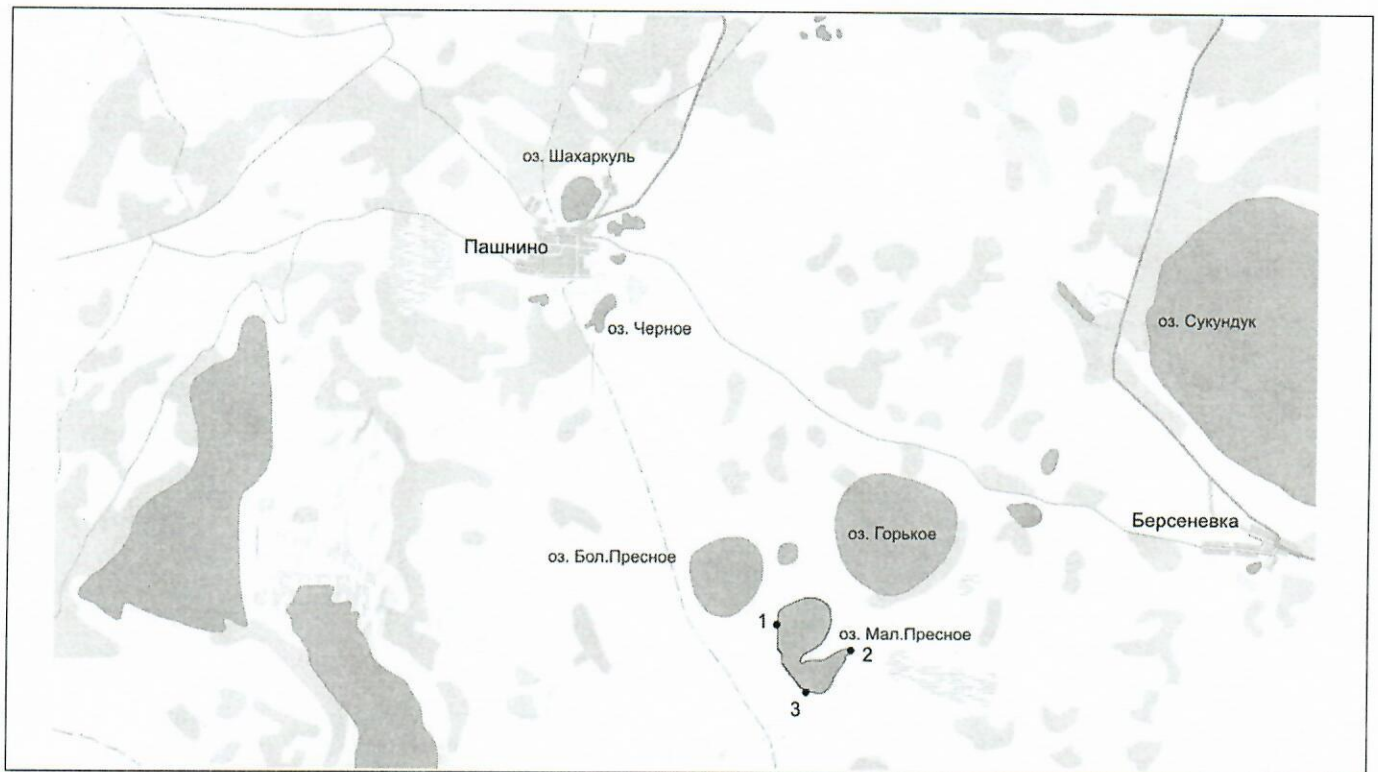 оз. Шахаркуль
Пашнино
оз. Черное
оз. Сукундук
Берсеневка
оз. Горькое
оз. Бол.Пресное
1
оз. Мал.Пресное
2
3